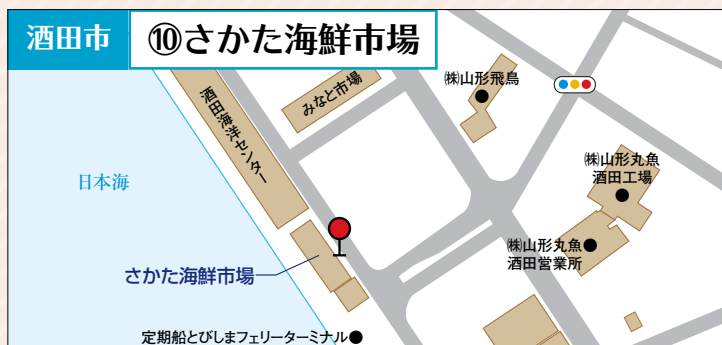 酒田市
⑩さかた海鮮市場
㈱山形飛鳥
みなと市場
酒田海洋センター
㈱山形丸魚
酒田工場
日本海
㈱山形丸魚
酒田営業所
さかた海鮮市場
定期船とびしまフェリーターミナル